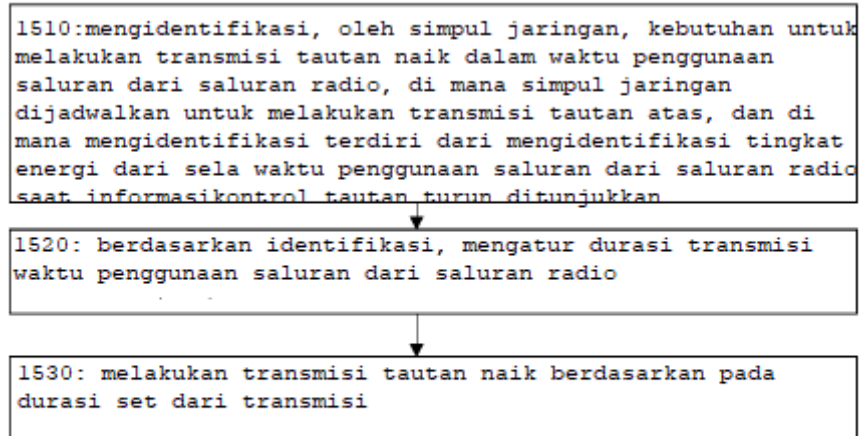 1510:mengidentifikasi, oleh simpul jaringan, kebutuhan untuk
melakukan transmisi tautan naik dalam waktu penggunaan
saluran dari saluran radio, di mana simpul jaringan
dijadwalkan untuk melakukan transmisi tautan atas, dan di
mana mengidentifikasi terdiri dari mengidentifikasi tingkat
energi dari sela waktu penggunaan saluran dari saluran radio
saat informasikontrol tautan turun ditunjukkan
1520: berdasarkan identifikasi, mengatur durasi transmisi
waktu penggunaan saluran dari saluran radio
1530: melakukan transmisi tautan naik berdasarkan pada
durasi set dari transmisi